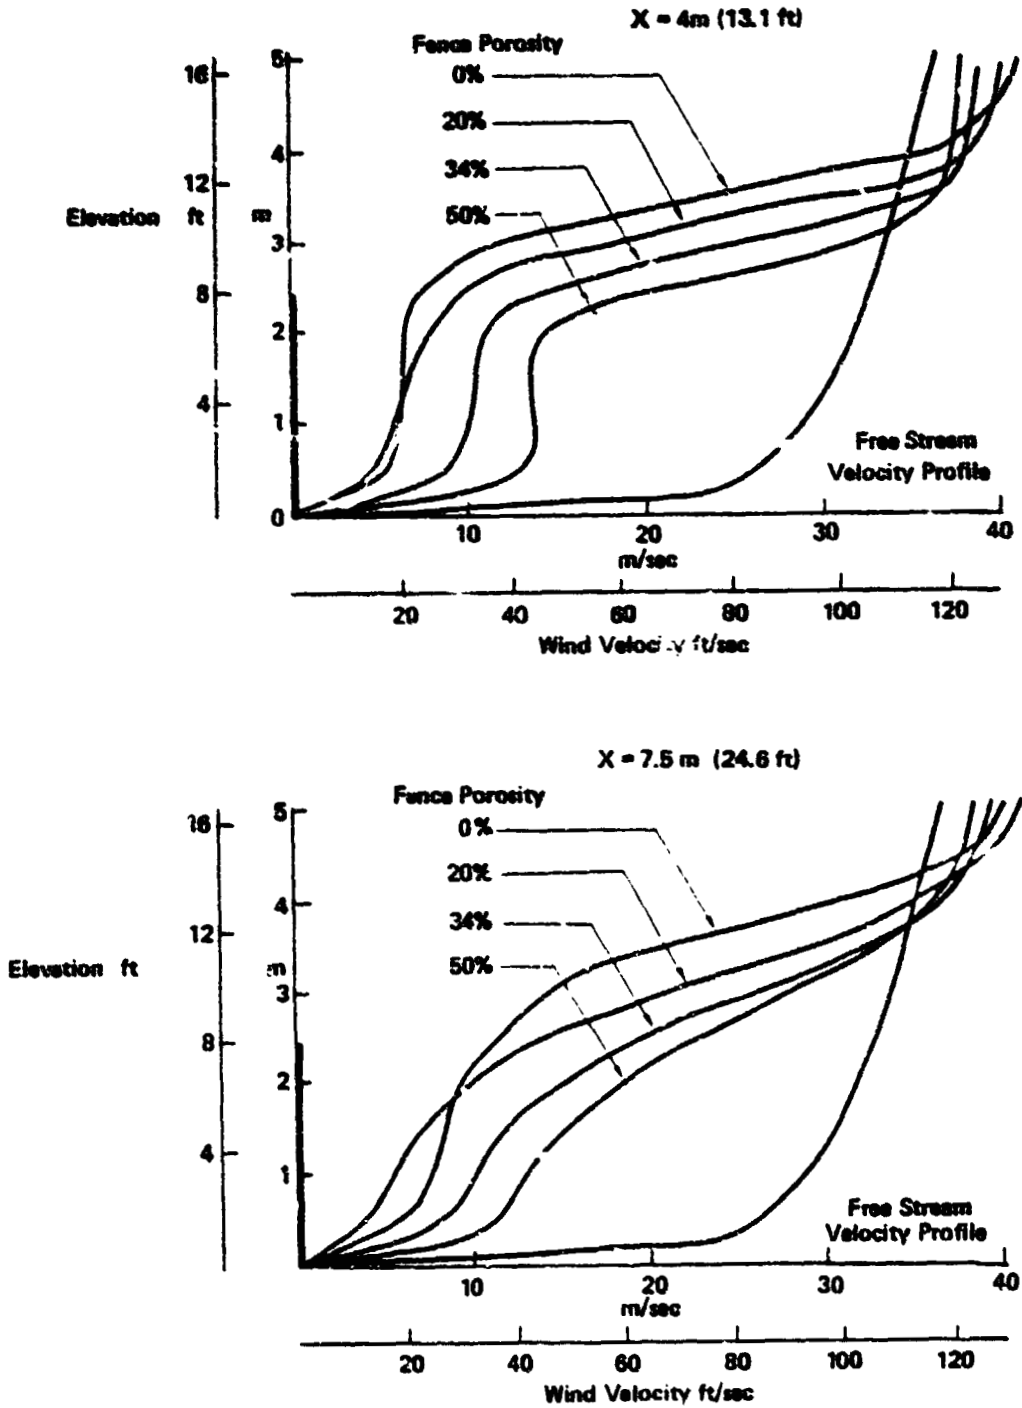 X = 4m (13.1 ft)
Fence Porosity
0%
20%
34%
50%
16
12
8
4
Elevation ft m
5
4
3
2
1
0
Free Stream
Velocity Profile
10 20 30 40
m/sec
20 40 60 80 100 120
Wind Velocity ft/sec
X = 7.5 m (24.6 ft)
Fence Porosity
0%
20%
34%
50%
16
12
8
4
Elevation ft m
5
4
3
2
1
Free Stream
Velocity Profile
10 20 30 40
m/sec
20 40 60 80 100 120
Wind Velocity ft/sec